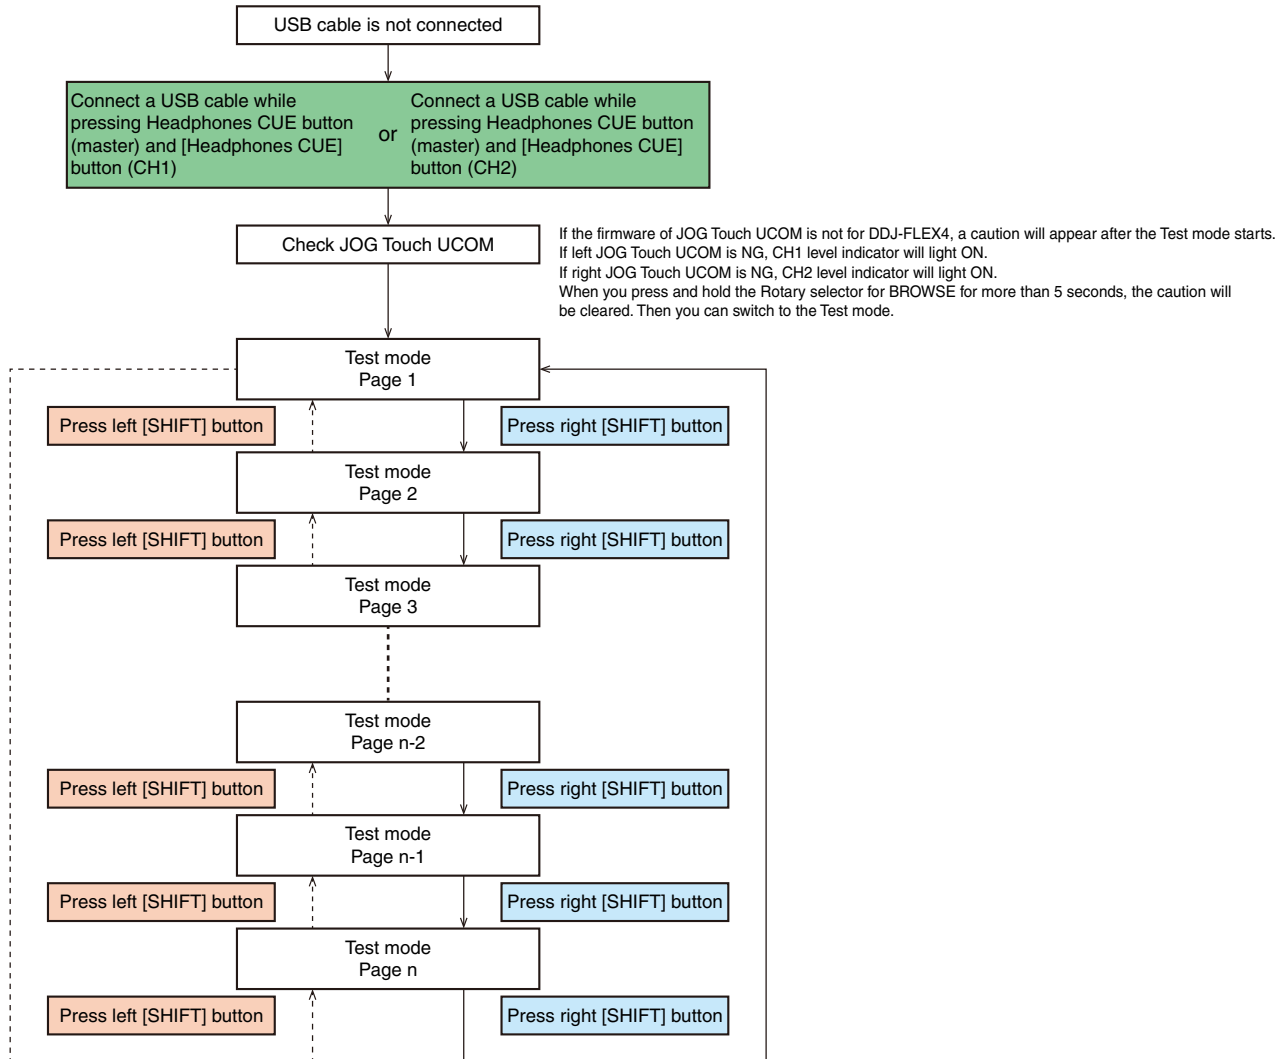 USB cable is not connected
Connect a USB cable while
pressing Headphones CUE button
(master) and [Headphones CUE]
button (CH1)
or
Connect a USB cable while
pressing Headphones CUE button
(master) and [Headphones CUE]
button (CH2)
Check JOG Touch UCOM
If the firmware of JOG Touch UCOM is not for DDJ-FLEX4, a caution will appear after the Test mode starts.
If left JOG Touch UCOM is NG, CH1 level indicator will light ON.
If right JOG Touch UCOM is NG, CH2 level indicator will light ON.
When you press and hold the Rotary selector for BROWSE for more than 5 seconds, the caution will
be cleared. Then you can switch to the Test mode.
Test mode
Page 1
Press left [SHIFT] button
Press right [SHIFT] button
Test mode
Page 2
Press left [SHIFT] button
Press right [SHIFT] button
Test mode
Page 3
Test mode
Page n-2
Press left [SHIFT] button
Press right [SHIFT] button
Test mode
Page n-1
Press left [SHIFT] button
Press right [SHIFT] button
Test mode
Page n
Press left [SHIFT] button
Press right [SHIFT] button